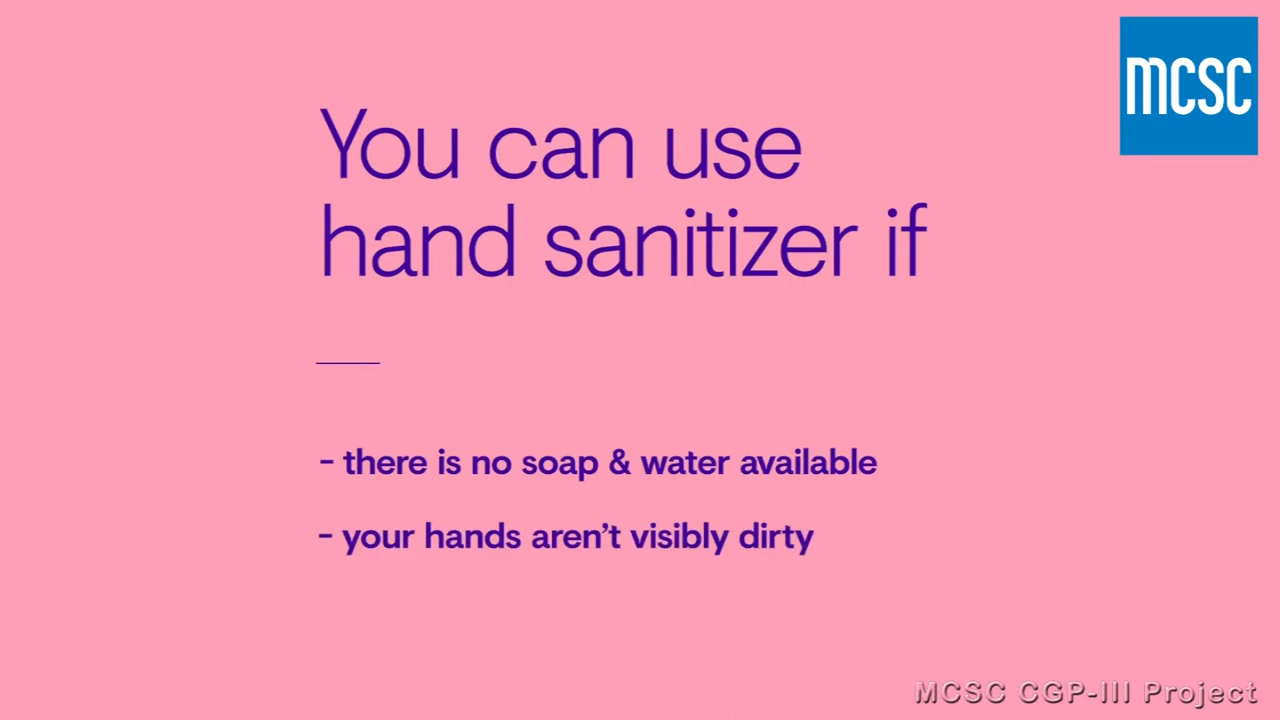 mcsc
You can use
hand sanitizer if
- there is no soap & water available
- your hands aren’t visibly dirty
MCSC CGP-III Project